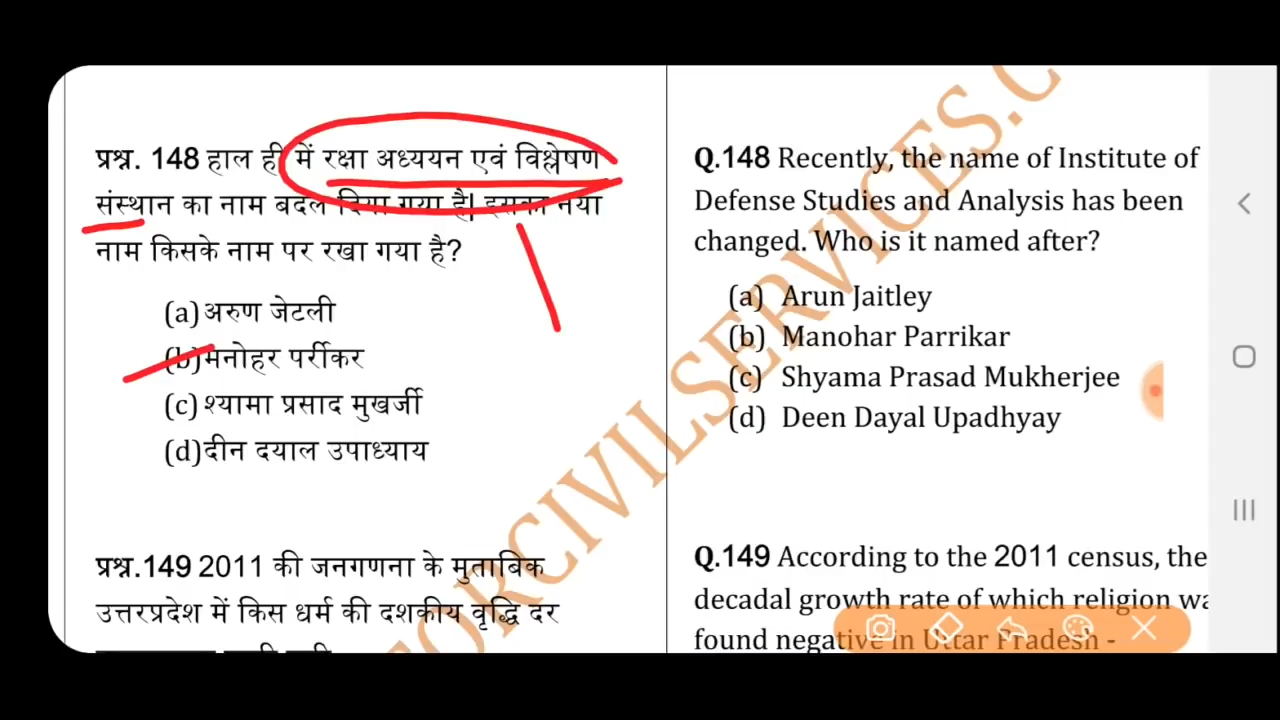 प्रश्न. 148 हाल ही में रक्षा अध्ययन एवं विश्लेषण
संस्थान का नाम बदल दिया गया है| इसका नया
नाम किसके नाम पर रखा गया है?
(a) अरुण जेटली
(b) मनोहर पर्रीकर
(c) श्यामा प्रसाद मुखर्जी
(d) दीन दयाल उपाध्याय
प्रश्न.149 2011 की जनगणना के मुताबिक
उत्तरप्रदेश में किस धर्म की दशकीय वृद्धि दर
Q.148 Recently, the name of Institute of
Defense Studies and Analysis has been
changed. Who is it named after?
(a) Arun Jaitley
(b) Manohar Parrikar
(c) Shyama Prasad Mukherjee
(d) Deen Dayal Upadhyay
Q.149 According to the 2011 census, the
decadal growth rate of which religion wa
found negative in Uttar Pradesh -
FORCIVILSERVICES.C